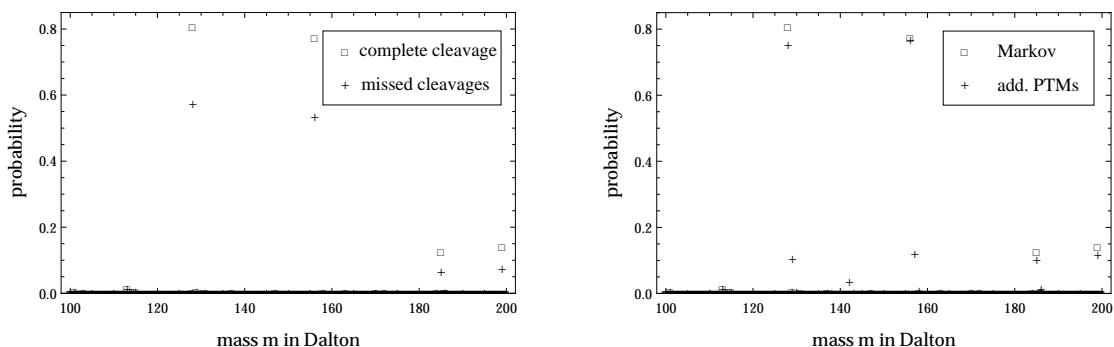 0.8
0.6
0.4
0.2
0.0
probability
□ complete cleavage
+ missed cleavages
100 120 140 160 180 200
mass m in Dalton
0.8
0.6
0.4
0.2
0.0
probability
□ Markov
+ add. PTMs
100 120 140 160 180 200
mass m in Dalton